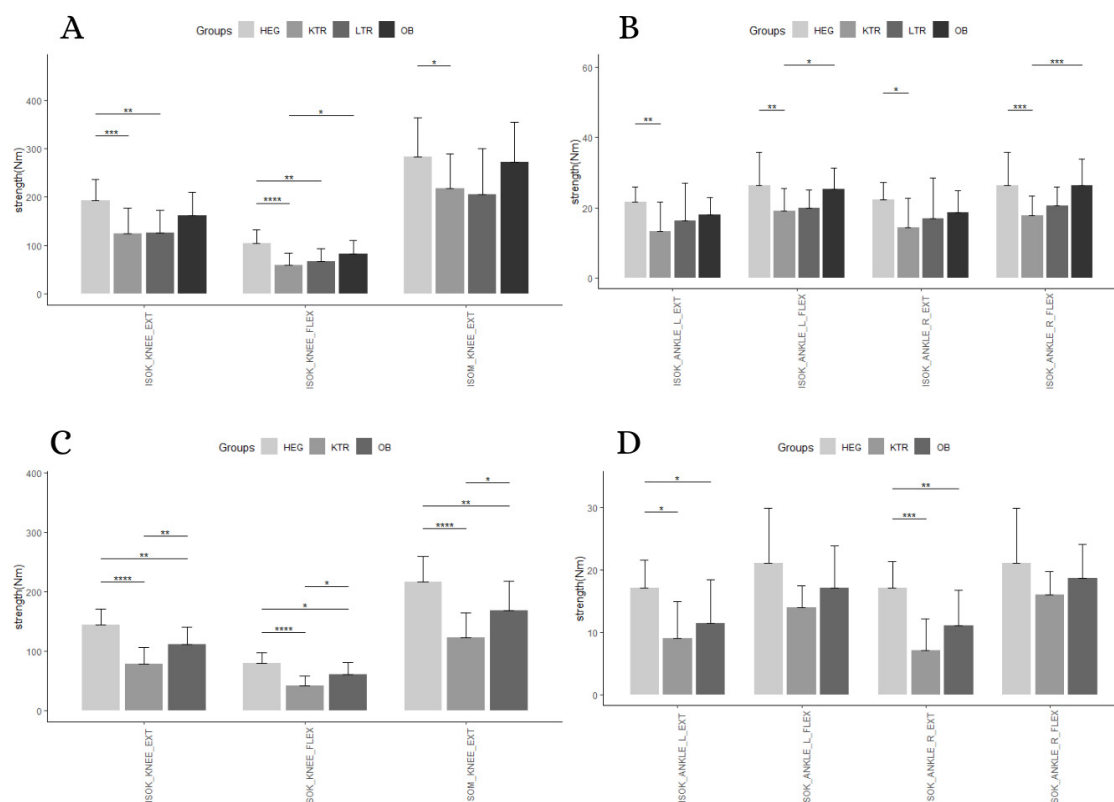 A
Groups HEG KTR LTR OB
strength(Nm)
400
300
200
100
0
**
***
*
**
****
*
ISOK_KNEE_EXT
ISOK_KNEE_FLEX
ISOM_KNEE_EXT
B
Groups HEG KTR LTR OB
strength(Nm)
60
40
20
0
**
*
**
*
***
***
ISOK_ANKLE_L_EXT
ISOK_ANKLE_L_FLEX
ISOK_ANKLE_R_EXT
ISOK_ANKLE_R_FLEX
C
Groups HEG KTR OB
strength(Nm)
400
300
200
100
0
**
**
****
*
*
****
*
**
****
ISOK_KNEE_EXT
ISOK_KNEE_FLEX
ISOM_KNEE_EXT
D
Groups HEG KTR OB
strength(Nm)
30
20
10
0
*
*
**
***
ISOK_ANKLE_L_EXT
ISOK_ANKLE_L_FLEX
ISOK_ANKLE_R_EXT
ISOK_ANKLE_R_FLEX